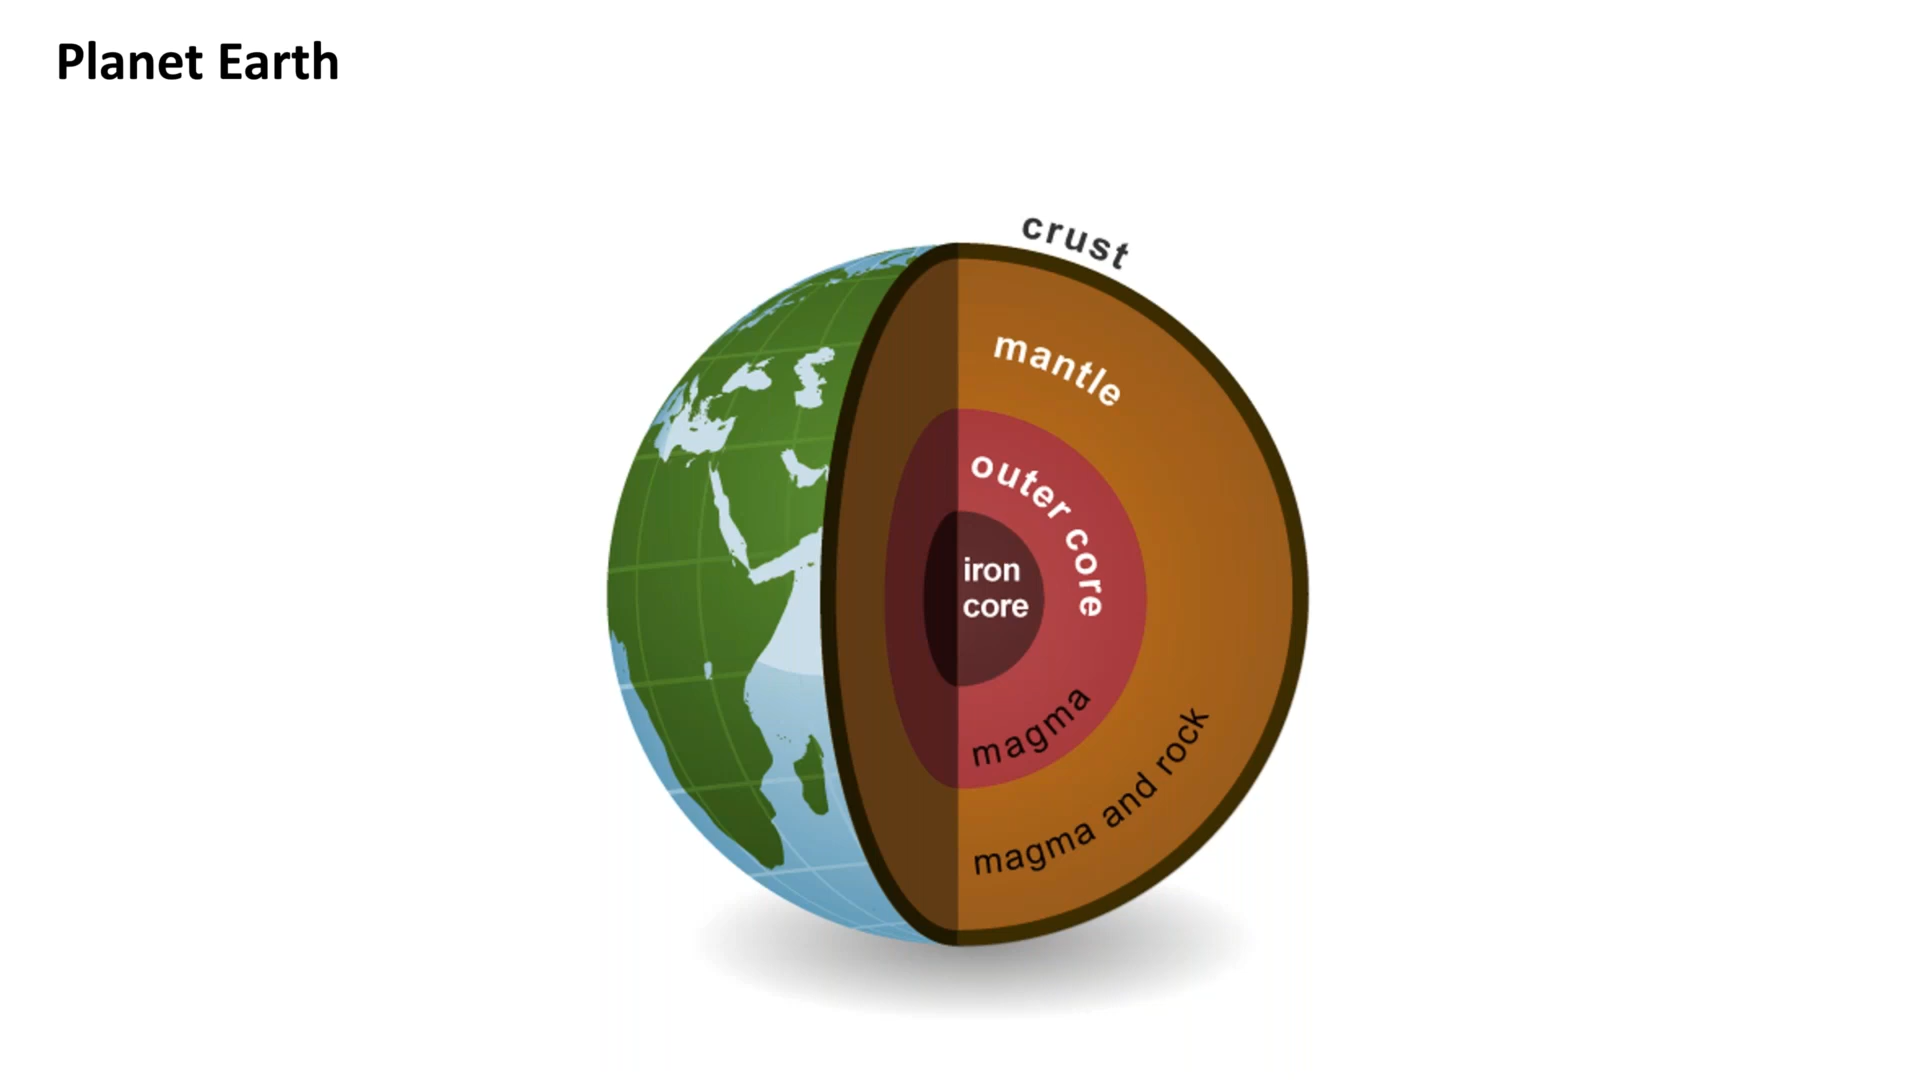 Planet Earth
crust
mantle
outer core
iron
core
magma
magma and rock